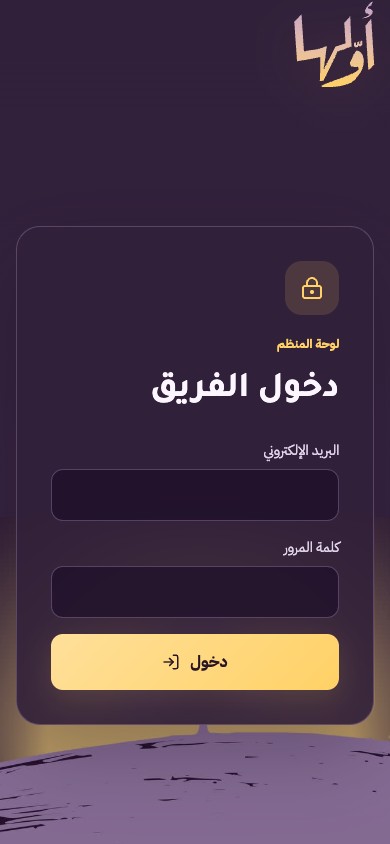 أوّلها
لوحة المنظم
دخول الفريق
البريد الإلكتروني
كلمة المرور
دخول